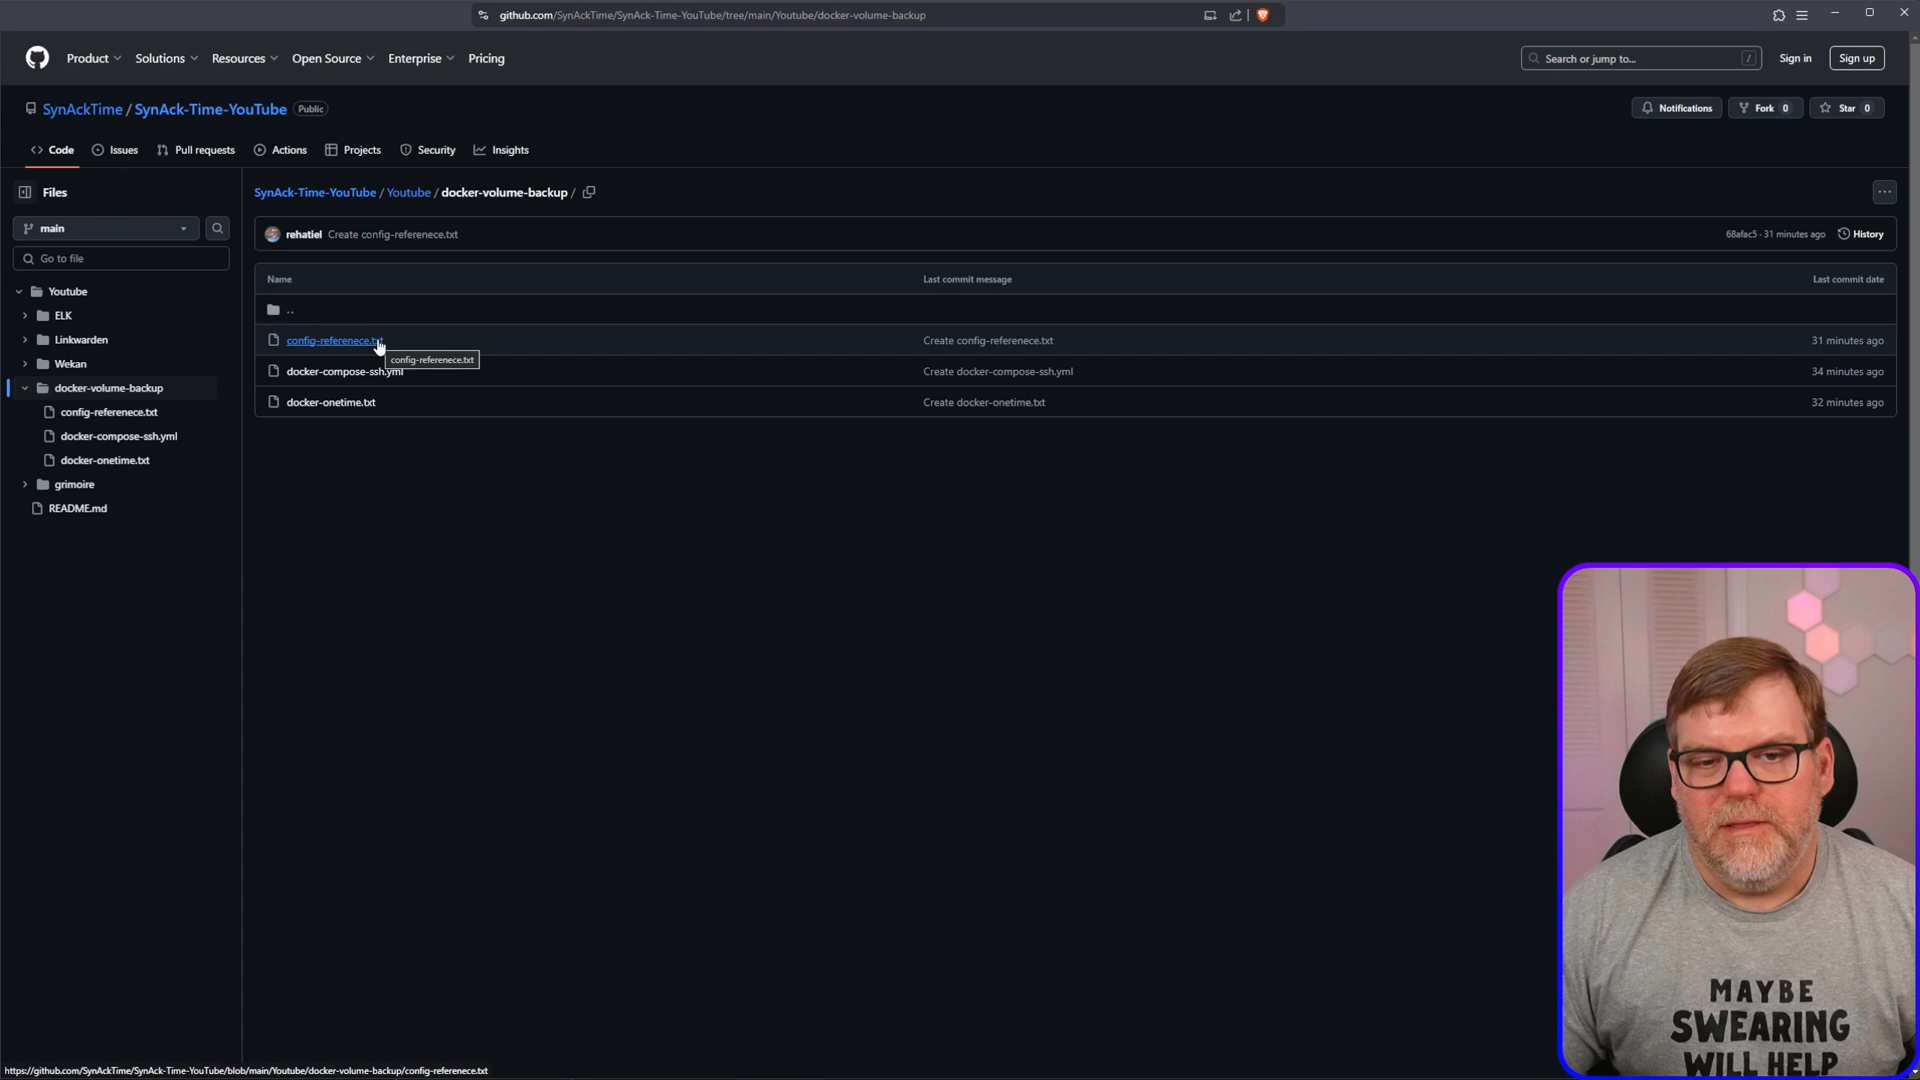 github.com/SynAckTime/SynAck-Time-YouTube/tree/main/Youtube/docker-volume-backup
Product Solutions Resources Open Source Enterprise Pricing
Search or jump to... /
Sign in
Sign up
SynAckTime / SynAck-Time-YouTube Public
Notifications
Fork 0
Star 0
Code Issues Pull requests Actions Projects Security Insights
Files
main
Go to file
Youtube
ELK
Linkwarden
Wekan
docker-volume-backup
config-referenece.txt
docker-compose-ssh.yml
docker-onetime.txt
grimoire
README.md
SynAck-Time-YouTube / Youtube / docker-volume-backup /
rehatiel Create config-referenece.txt
68afac5 · 31 minutes ago History
Name Last commit message Last commit date
..
config-referenece.txt Create config-referenece.txt 31 minutes ago
config-referenece.txt
docker-compose-ssh.yml Create docker-compose-ssh.yml 34 minutes ago
docker-onetime.txt Create docker-onetime.txt 32 minutes ago
MAYBE
SWEARING
WILL HELP
https://github.com/SynAckTime/SynAck-Time-YouTube/blob/main/Youtube/docker-volume-backup/config-referenece.txt